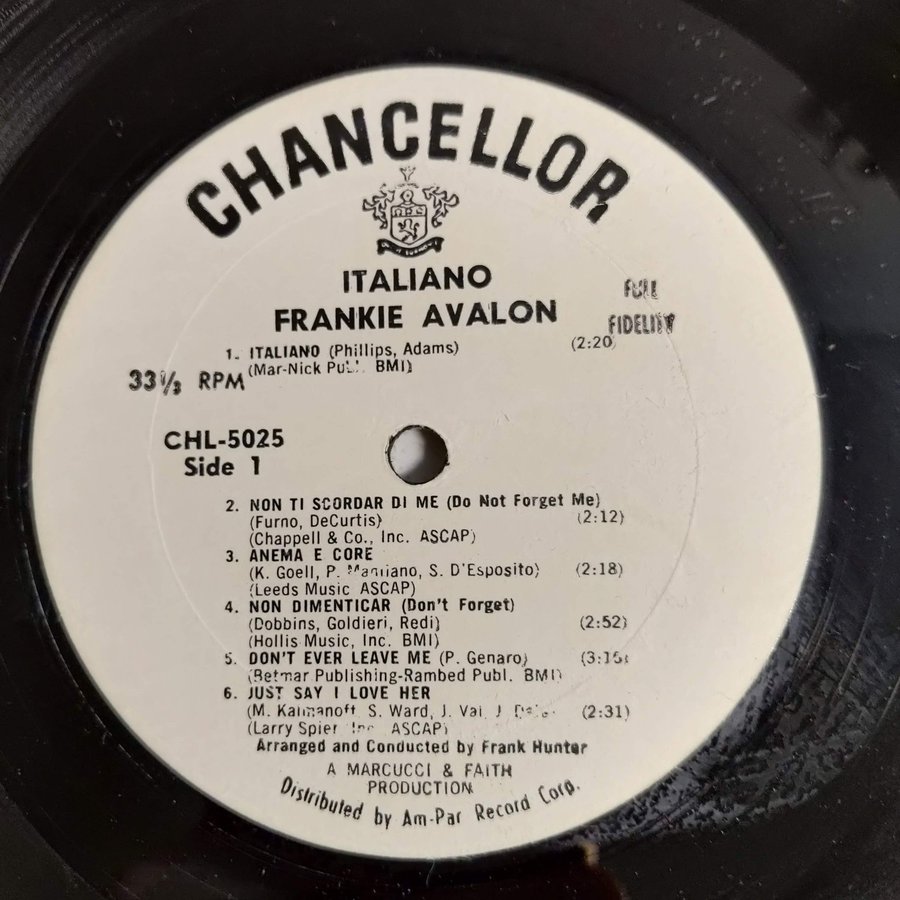 CHANCELLOR
ITALIANO
FRANKIE AVALON
FULL
FIDELITY
1. ITALIANO (Phillips, Adams) (2:20)
(Mar-Nick BMI)
33⅓ RPM
CHL-5025
Side 1
2. NON TI SCORDAR DI ME (Do Not Forget Me)
(Furno, DeCurtis) (2:12)
(Chappell & Co., Inc. ASCAP)
3. ANEMA E CORE
(K. Goell, P. S. D'Esposito) (2:18)
(Leeds Music ASCAP)
4. NON DIMENTICAR (Don't Forget)
(Dobbins, Goldieri, Redi) (2:52)
(Hollis Music, Inc. BMI)
5. DON'T EVER LEAVE ME (P. Genaro)
(Betmar Publishing-Rambed Publ. BMI)
6. JUST SAY I LOVE HER
(M. Kalmanoff S. Ward, J. Val J. (2:31)
(Larry Spier ASCAP)
Arranged and Conducted by Frank Hunter
A MARCUCCI & FAITH
PRODUCTION
Distributed by Am-Par Record Corp.